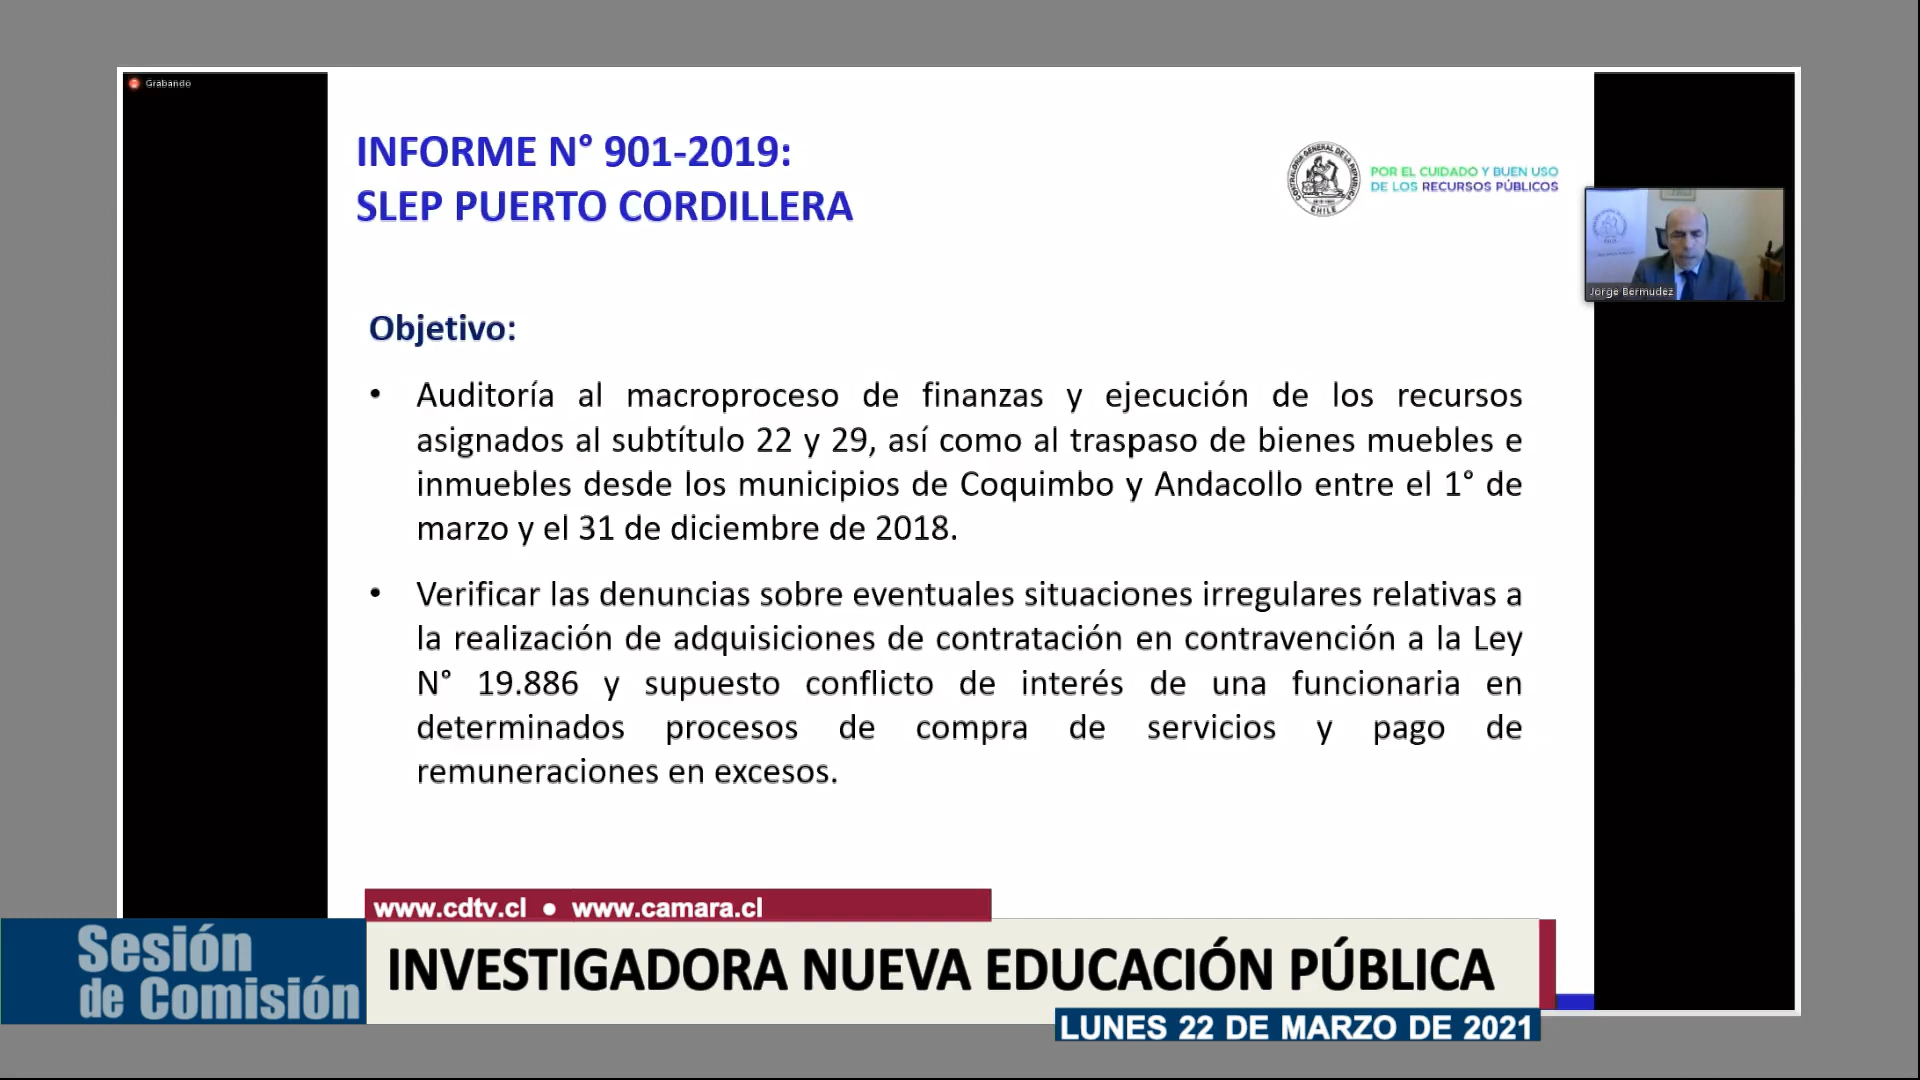 Grabando
INFORME N° 901-2019:
SLEP PUERTO CORDILLERA
CONTRALORÍA GENERAL DE LA REPÚBLICA
CHILE
POR EL CUIDADO Y BUEN USO
DE LOS RECURSOS PÚBLICOS
Jorge Bermudez
Objetivo:
• Auditoría al macroproceso de finanzas y ejecución de los recursos
asignados al subtítulo 22 y 29, así como al traspaso de bienes muebles e
inmuebles desde los municipios de Coquimbo y Andacollo entre el 1° de
marzo y el 31 de diciembre de 2018.
• Verificar las denuncias sobre eventuales situaciones irregulares relativas a
la realización de adquisiciones de contratación en contravención a la Ley
N° 19.886 y supuesto conflicto de interés de una funcionaria en
determinados procesos de compra de servicios y pago de
remuneraciones en excesos.
www.cdtv.cl ● www.camara.cl
Sesión
de Comisión
INVESTIGADORA NUEVA EDUCACIÓN PÚBLICA
LUNES 22 DE MARZO DE 2021